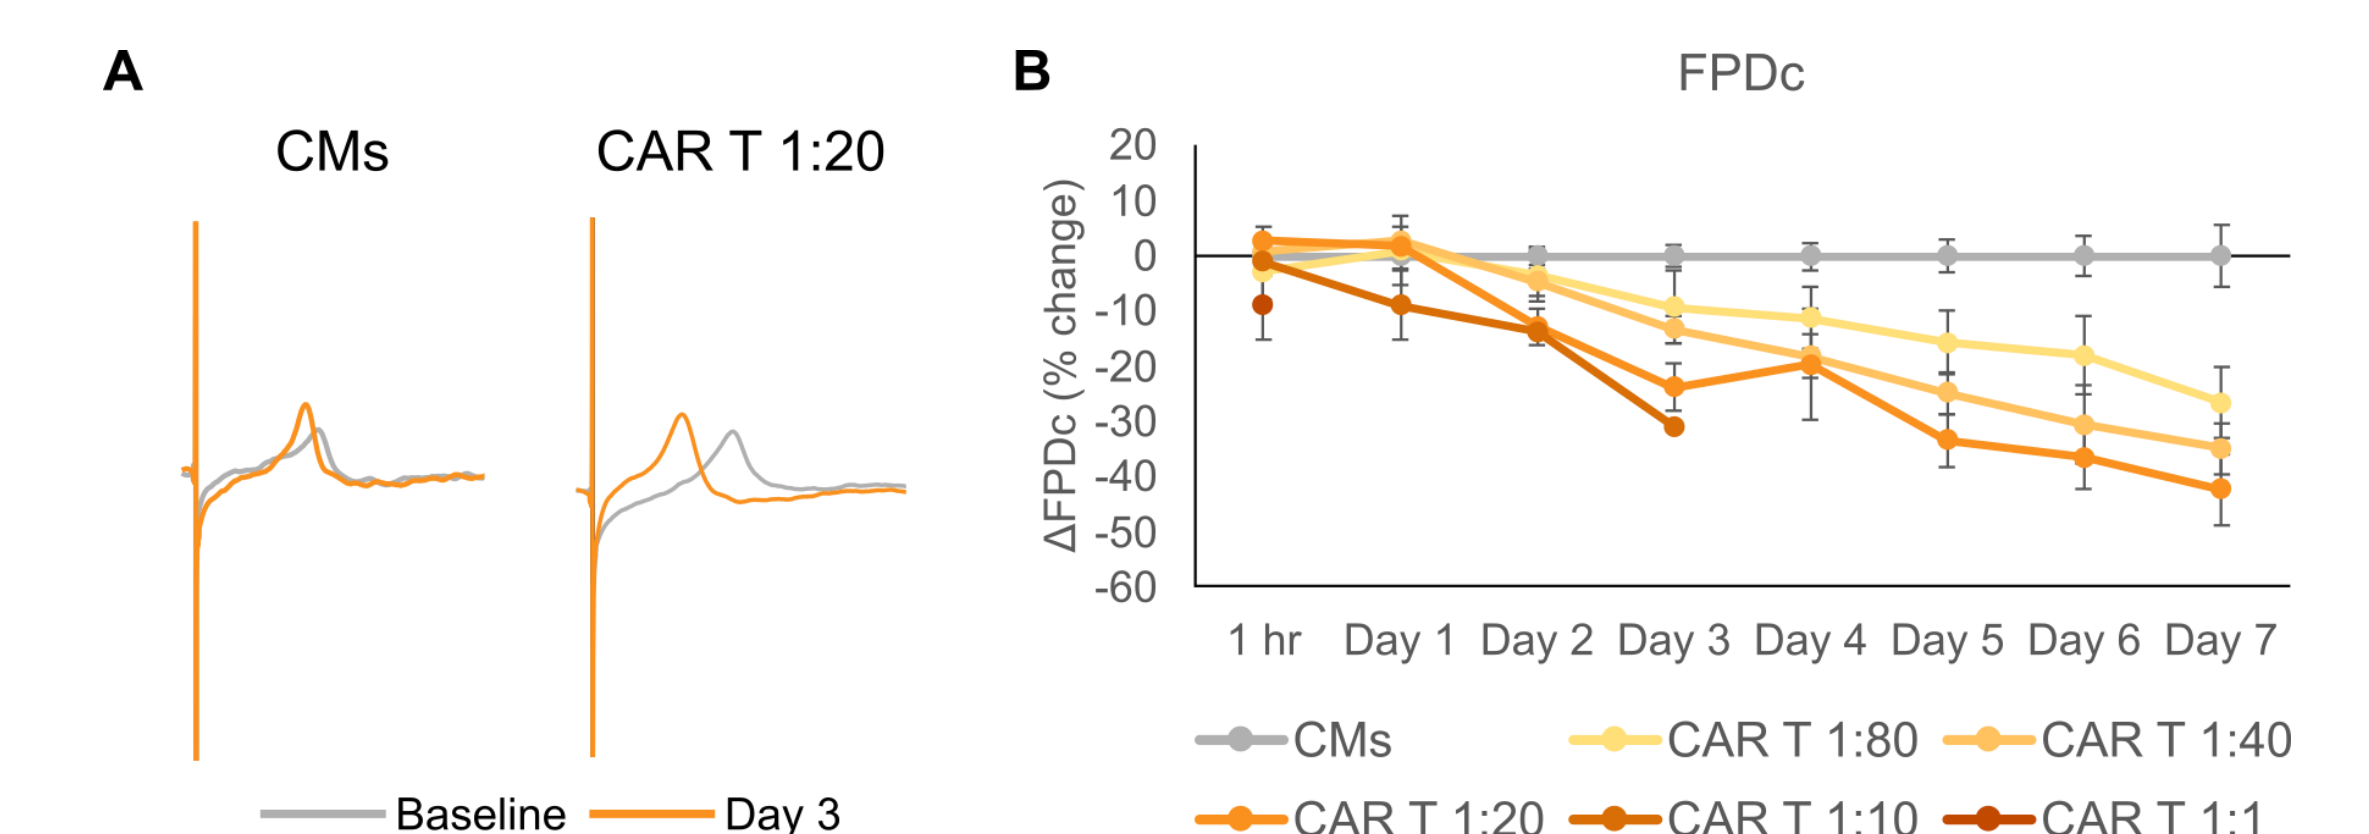 A
CMs
CAR T 1:20
Baseline
Day 3
B
FPDc
ΔFPDc (% change)
20
10
0
-10
-20
-30
-40
-50
-60
1 hr
Day 1
Day 2
Day 3
Day 4
Day 5
Day 6
Day 7
CMs
CAR T 1:80
CAR T 1:40
CAR T 1:20
CAR T 1:10
CAR T 1:1